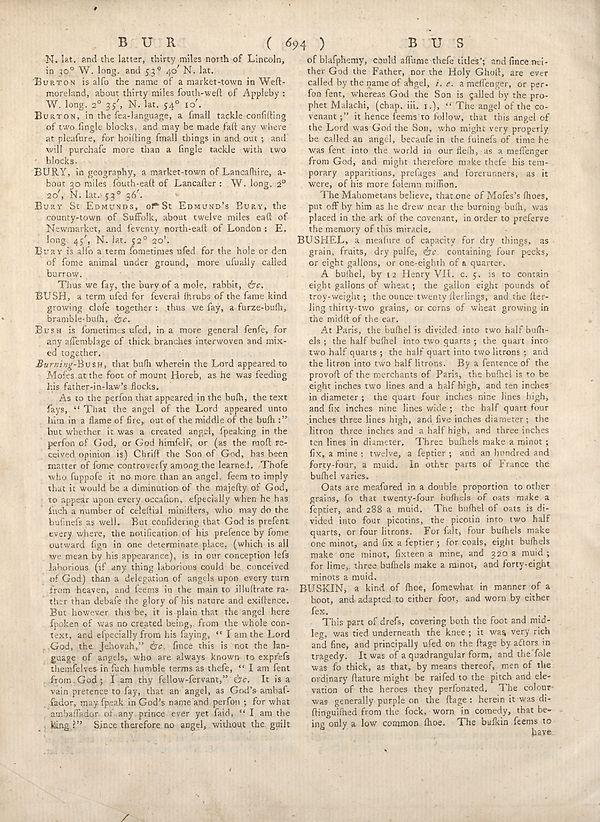 B U R ( 694 ) B U S
N. lat. and the latter, thirty miles north of Lincoln,
in 30° W. long. and 53° 40′ N. lat.
BURTON is alſo the name of a market-town in Weſt-
moreland, about thirty miles ſouth-weſt of Appleby :
W. long. 2° 35′, N. lat. 54° 10′.
BURTON, in the ſea-language, a ſmall tackle conſiſting
of two ſingle blocks, and may be made faſt any where
at pleaſure, for hoiſting ſmall things in and out ; and
will purchaſe more than a ſingle tackle with two
blocks.
BURY, in geography, a market-town of Lancaſhire, a-
bout 30 miles ſouth-eaſt of Lancaſter : W. long. 2°
20′, N. lat. 53° 36′.
BURY ST EDMUNDS, or ST EDMUND'S BURY, the
county-town of Suffolk, about twelve miles eaſt of
Newmarket, and ſeventy north-eaſt of London : E.
long 45′, N. lat. 52° 20′.
BURY is alſo a term ſometimes uſed for the hole or den
of ſome animal under ground, more uſually called
burrow.
Thus we ſay, the bury of a mole, rabbit, &c.
BUSH, a term uſed for ſeveral ſhrubs of the ſame kind
growing cloſe together : thus we ſay, a furze-buſh,
bramble-buſh, &c.
BUSH is ſometimes uſed, in a more general ſenſe, for
any aſſemblage of thick branches interwoven and mix-
ed together.
Burning-BUSH, that buſh wherein the Lord appeared to
Moſes at the foot of mount Horeb, as he was feeding
his father-in-law's flocks.
As to the perſon that appeared in the buſh, the text
ſays, “ That the angel of the Lord appeared unto
him in a flame of fire, out of the middle of the buſh :”
but whether it was a created angel, ſpeaking in the
perſon of God, or God himſelf, or (as the moſt re-
ceived opinion is) Chriſt the Son of God, has been
matter of ſome controverſy among the learned. Thoſe
who ſuppoſe it no more than an angel, ſeem to imply
that it would be a diminution of the majeſty of God,
to appear upon every occaſion, eſpecially when he has
ſuch a number of celeſtial miniſters, who may do the
buſineſs as well. But conſidering that God is preſent
every where, the notification of his preſence by ſome
outward ſign in one determinate place, (which is all
we mean by his appearance), is in our conception leſs
laborious (if any thing laborious could be conceived
of God) than a delegation of angels upon every turn
from heaven, and ſeems in the main to illuſtrate ra-
ther than debaſe the glory of his nature and exiſtence.
But however this be, it is plain that the angel here
ſpoken of was no created being, from the whole con-
text, and eſpecially from his ſaying, “ I am the Lord
God, the Jehovah,” &c. ſince this is not the lan-
guage of angels, who are always known to expreſs
themſelves in ſuch humble terms as theſe, “ I am ſent
from God ; I am thy fellow-ſervant,” &c. It is a
vain pretence to ſay, that an angel, as God's ambaſ-
ſador, may ſpeak in God's name and perſon ; for what
ambaſſador of any prince ever yet ſaid, “ I am the
king ?” Since therefore no angel, without the guilt
of blaſphemy, could aſſume theſe titles ; and ſince nei-
ther God the Father, nor the Holy Ghoſt, are ever
called by the name of angel, i. e. a meſſenger, or per-
ſon ſent, whereas God the Son is called by the pro-
phet Malachi, (chap. iii. 1.), “ The angel of the co-
venant ;” it hence ſeems to follow, that this angel of
the Lord was God the Son, who might very properly
be called an angel, becauſe in the fulneſs of time he
was ſent into the world in our fleſh, as a meſſenger
from God, and might therefore make theſe his tem-
porary apparitions, preſages and forerunners, as it
were, of his more ſolemn miſſion.
The Mahometans believe, that one of Moſes's ſhoes,
put off by him as he drew near the burning buſh, was
placed in the ark of the covenant, in order to preſerve
the memory of this miracle.
BUSHEL, a meaſure of capacity for dry things, as
grain, fruits, dry pulſe, &c. containing four pecks,
or eight gallons, or one-eighth of a quarter.
A buſhel, by 12 Henry VII. c. 5. is to contain
eight gallons of wheat ; the gallon eight pounds of
troy-weight ; the ounce twenty ſterlings, and the ſter-
ling thirty-two grains, or corns of wheat growing in
the midſt of the ear.
At Paris, the buſhel is divided into two half buſh-
els ; the half buſhel into two quarts ; the quart into
two half quarts ; the half quart into two litrons ; and
the litron into two half litrons. By a ſentence of the
provoſt of the merchants of Paris, the buſhel is to be
eight inches two lines and a half high, and ten inches
in diameter ; the quart four inches nine lines high,
and ſix inches nine lines wide ; the half quart four
inches three lines high, and five inches diameter ; the
litron three inches and a half high, and three inches
ten lines in diameter. Three buſhels make a minot ;
ſix, a mine ; twelve, a ſeptier ; and an hundred and
forty-four, a muid. In other parts of France the
buſhel varies.
Oats are meaſured in a double proportion to other
grains, ſo that twenty-four buſhels of oats make a
ſeptier, and 288 a muid. The buſhel of oats is di-
vided into four picotins, the picotin into two half
quarts, or four litrons. For ſalt, four buſhels make
one minot, and ſix a ſeptier ; for coals, eight buſhels
make one minot, ſixteen a mine, and 320 a muid ;
for lime, three buſhels make a minot, and forty-eight
minots a muid.
BUSKIN, a kind of ſhoe, ſomewhat in manner of a
boot, and adapted to either foot, and worn by either
ſex.
This part of dreſs, covering both the foot and mid-
leg, was tied underneath the knee ; it was very rich
and fine, and principally uſed on the ſtage by actors in
tragedy. It was of a quadrangular form, and the ſole
was ſo thick, as that, by means thereof, men of the
ordinary ſtature might be raiſed to the pitch and ele-
vation of the heroes they perſonated. The colour
was generally purple on the ſtage : herein it was di-
ſtinguiſhed from the ſock, worn in comedy, that be-
ing only a low common ſhoe. The buſkin ſeems to
have